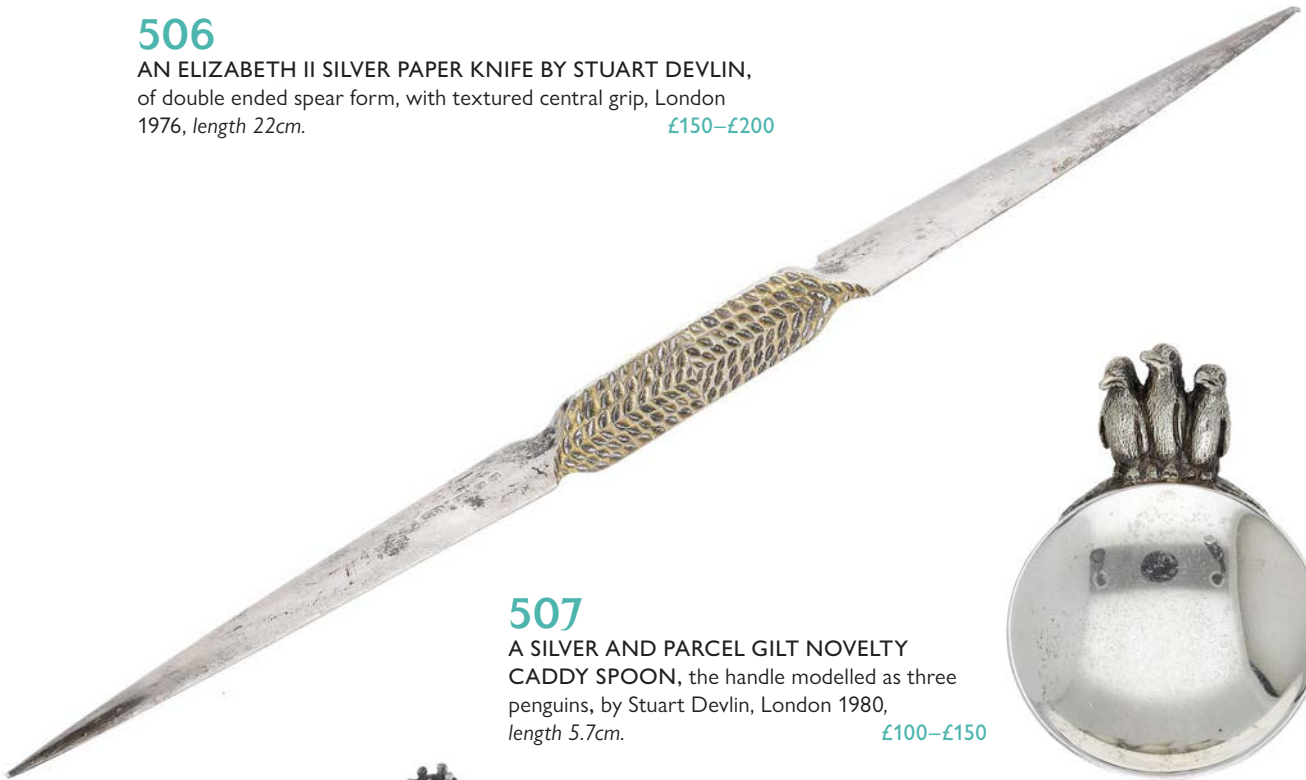 506
AN ELIZABETH II SILVER PAPER KNIFE BY STUART DEVLIN,
of double ended spear form, with textured central grip, London
1976, length 22cm. £150–£200
507
A SILVER AND PARCEL GILT NOVELTY
CADDY SPOON, the handle modelled as three
penguins, by Stuart Devlin, London 1980,
length 5.7cm. £100–£150